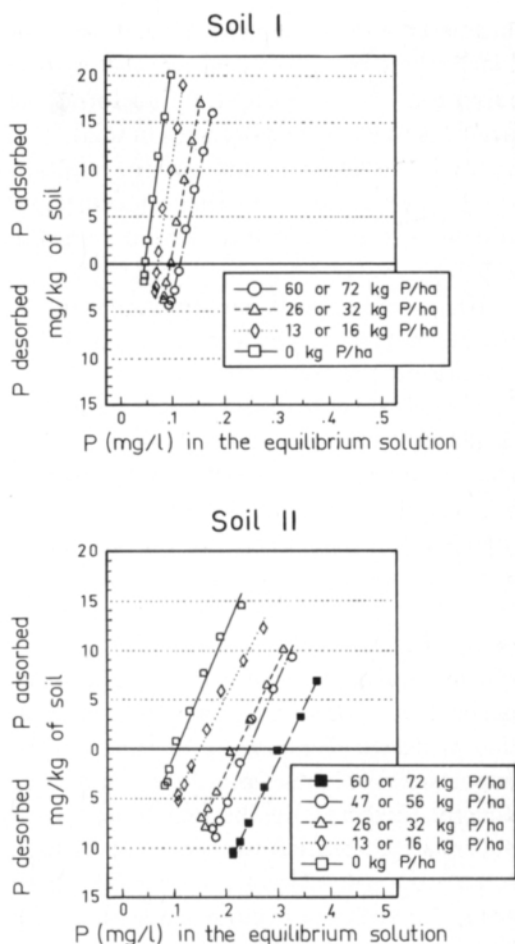 Soil I
P adsorbed
P desorbed
mg/kg of soil
20
15
10
5
0
5
10
15
60 or 72 kg P/ha
26 or 32 kg P/ha
13 or 16 kg P/ha
0 kg P/ha
0 .1 .2 .3 .4 .5
P (mg/l) in the equilibrium solution
Soil II
P adsorbed
P desorbed
mg/kg of soil
20
15
10
5
0
5
10
15
60 or 72 kg P/ha
47 or 56 kg P/ha
26 or 32 kg P/ha
13 or 16 kg P/ha
0 kg P/ha
0 .1 .2 .3 .4 .5
P (mg/l) in the equilibrium solution